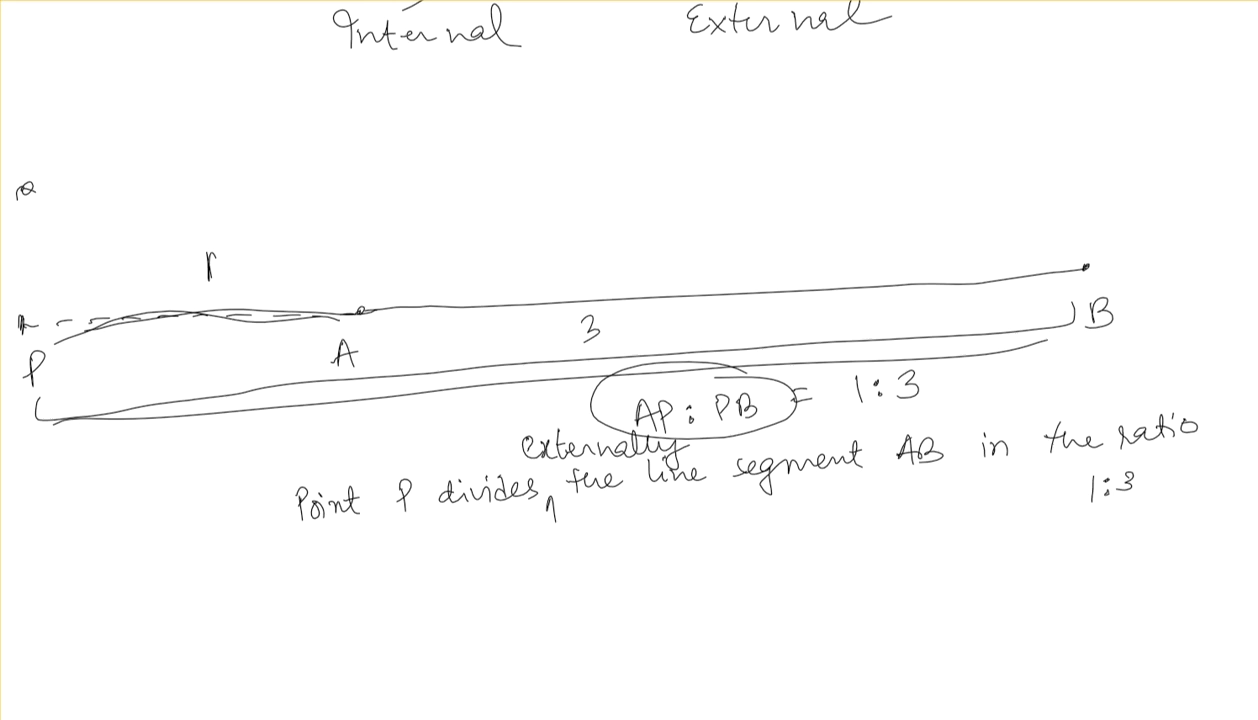 Internal External
1
P A 3 B
AP : PB = 1:3
externally
Point P divides the line segment AB in the ratio
1:3